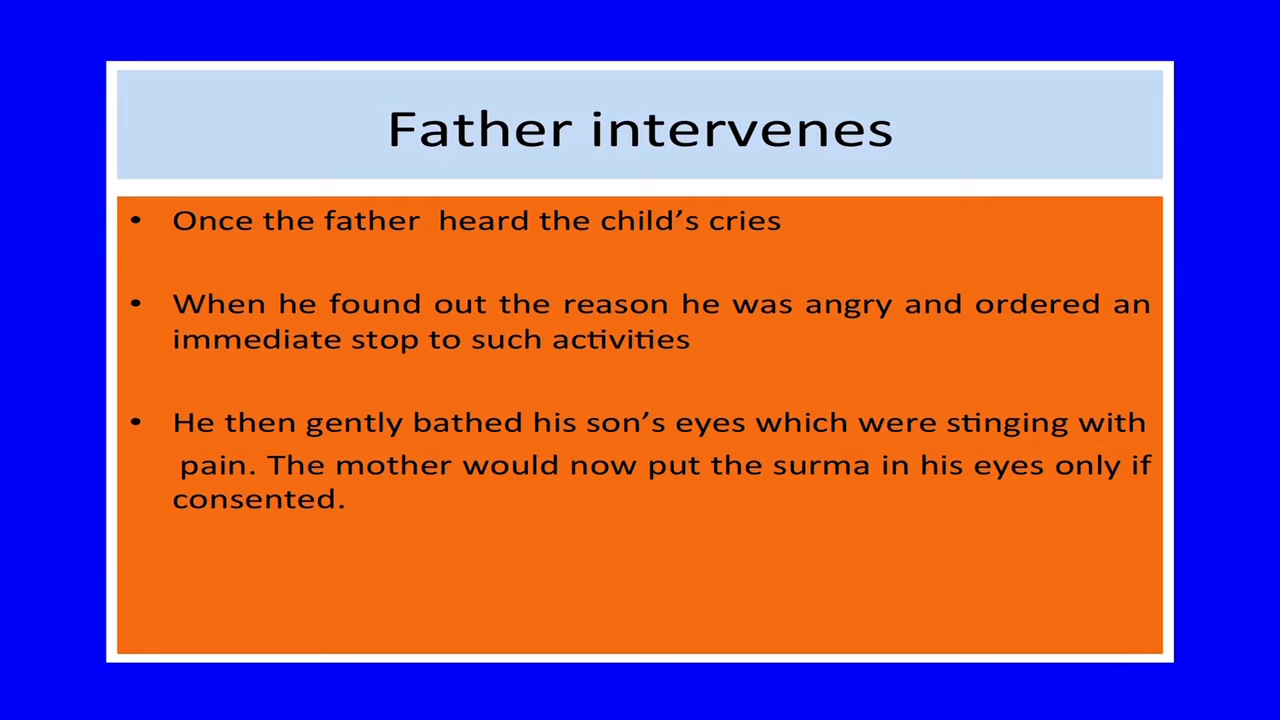 Father intervenes
• Once the father  heard the child’s cries
• When he found out the reason he was angry and ordered an
immediate stop to such activities
• He then gently bathed his son’s eyes which were stinging with
pain. The mother would now put the surma in his eyes only if
consented.